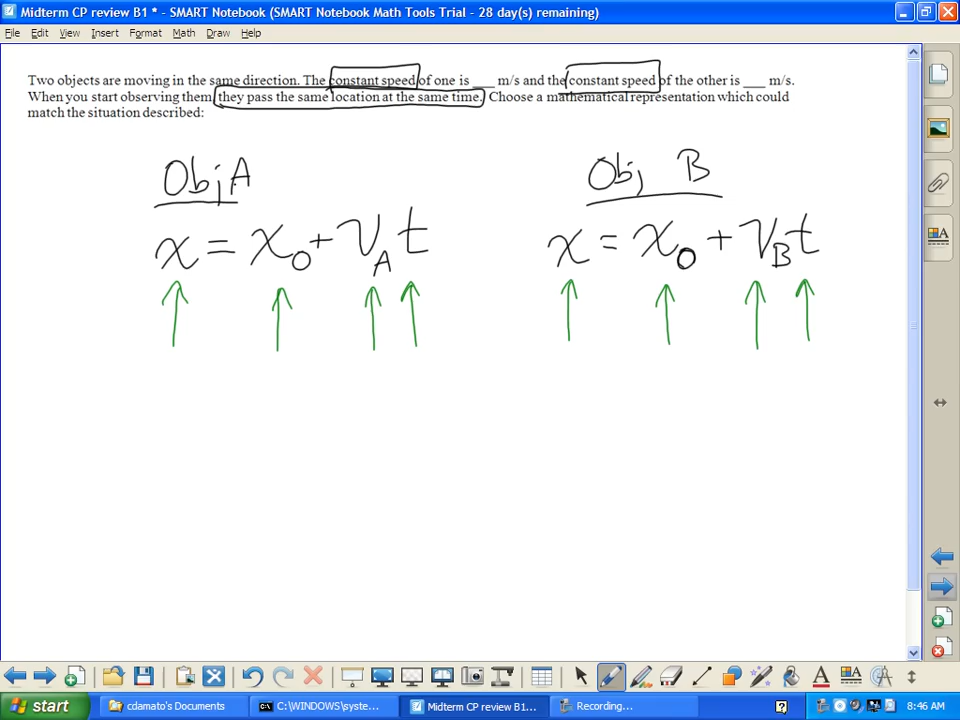 Midterm CP review B1 * - SMART Notebook (SMART Notebook Math Tools Trial - 28 day(s) remaining)
File Edit View Insert Format Math Draw Help
Two objects are moving in the same direction. The constant speed of one is ___ m/s and the constant speed of the other is ___ m/s.
When you start observing them they pass the same location at the same time. Choose a mathematical representation which could
match the situation described:
Obj A
Obj B
x = x₀ + v_A t
x = x₀ + v_B t
start
cdamato's Documents
C:\WINDOWS\syste...
Midterm CP review B1...
Recording...
8:46 AM